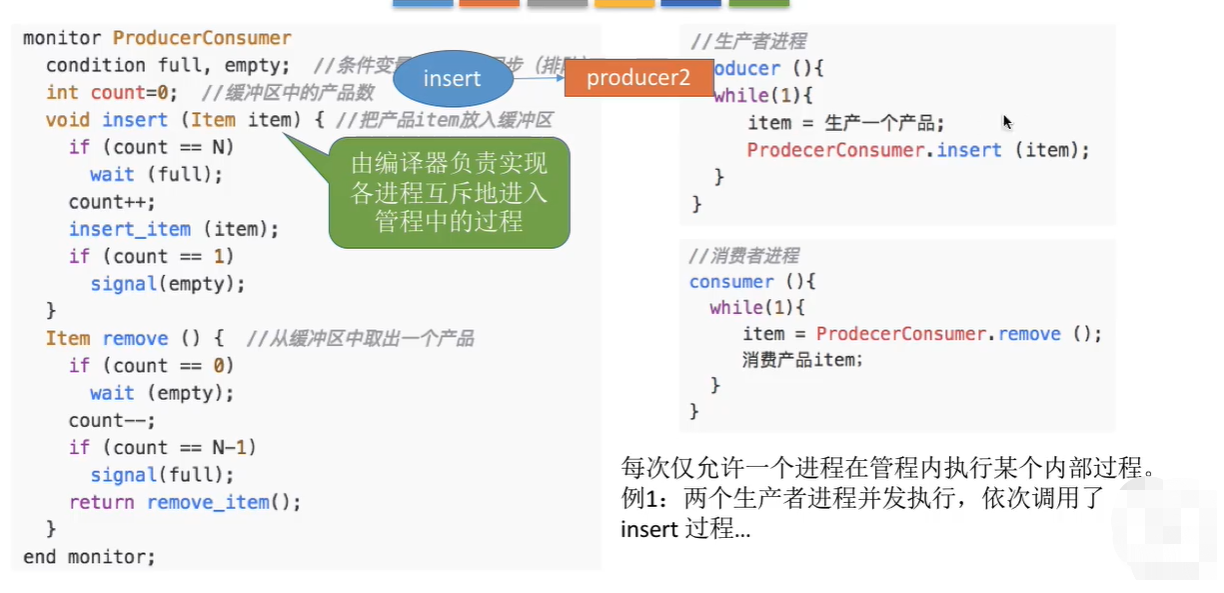 monitor ProducerConsumer
condition full, empty; //条件变量
int count=0; //缓冲区中的产品数
void insert (Item item) { //把产品item放入缓冲区
if (count == N)
wait (full);
count++;
insert_item (item);
if (count == 1)
signal(empty);
}
Item remove () { //从缓冲区中取出一个产品
if (count == 0)
wait (empty);
count--;
if (count == N-1)
signal(full);
return remove_item();
}
end monitor;
insert
producer2
由编译器负责实现
各进程互斥地进入
管程中的过程
//生产者进程
oducer (){
while(1){
item = 生产一个产品;
ProdecerConsumer.insert (item);
}
}
//消费者进程
consumer (){
while(1){
item = ProdecerConsumer.remove ();
消费产品item;
}
}
每次仅允许一个进程在管程内执行某个内部过程。
例1：两个生产者进程并发执行，依次调用了
insert 过程…